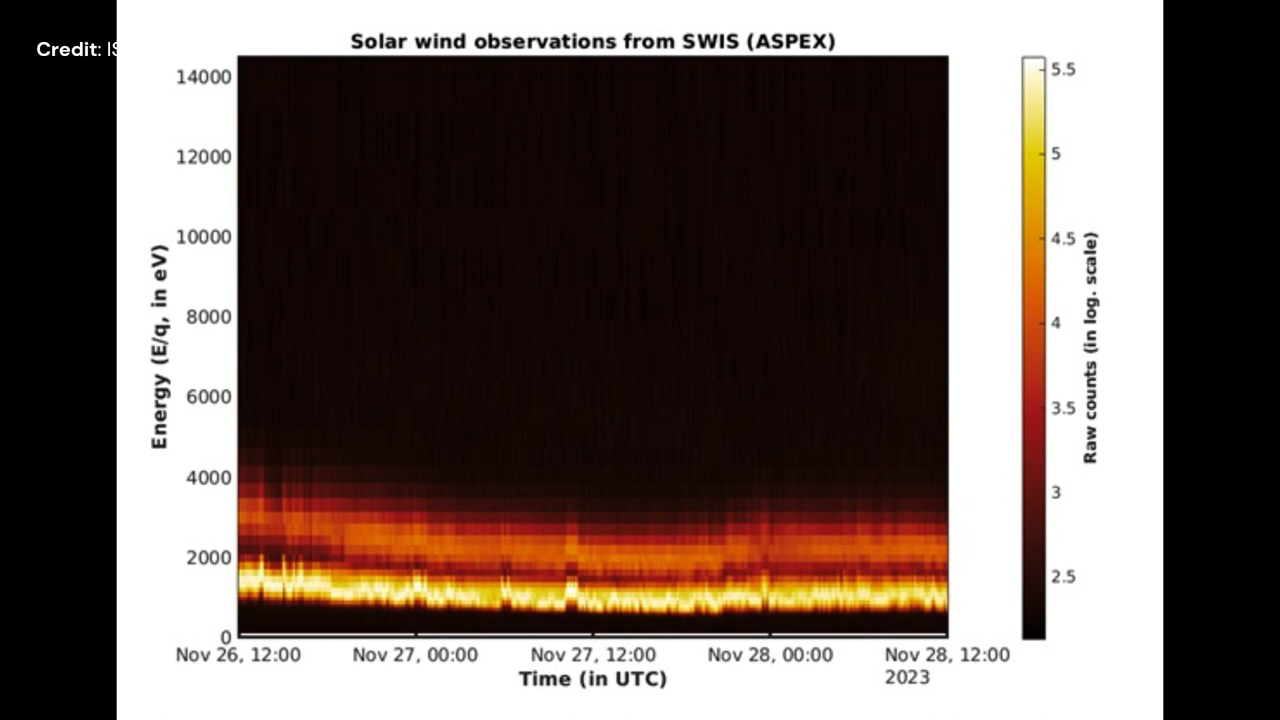 Credit:
Solar wind observations from SWIS (ASPEX)
14000
12000
10000
8000
6000
4000
2000
0
Energy (E/q, in eV)
Nov 26, 12:00 Nov 27, 00:00 Nov 27, 12:00 Nov 28, 00:00 Nov 28, 12:00
2023
Time (in UTC)
5.5
5
4.5
4
3.5
3
2.5
Raw counts (in log. scale)